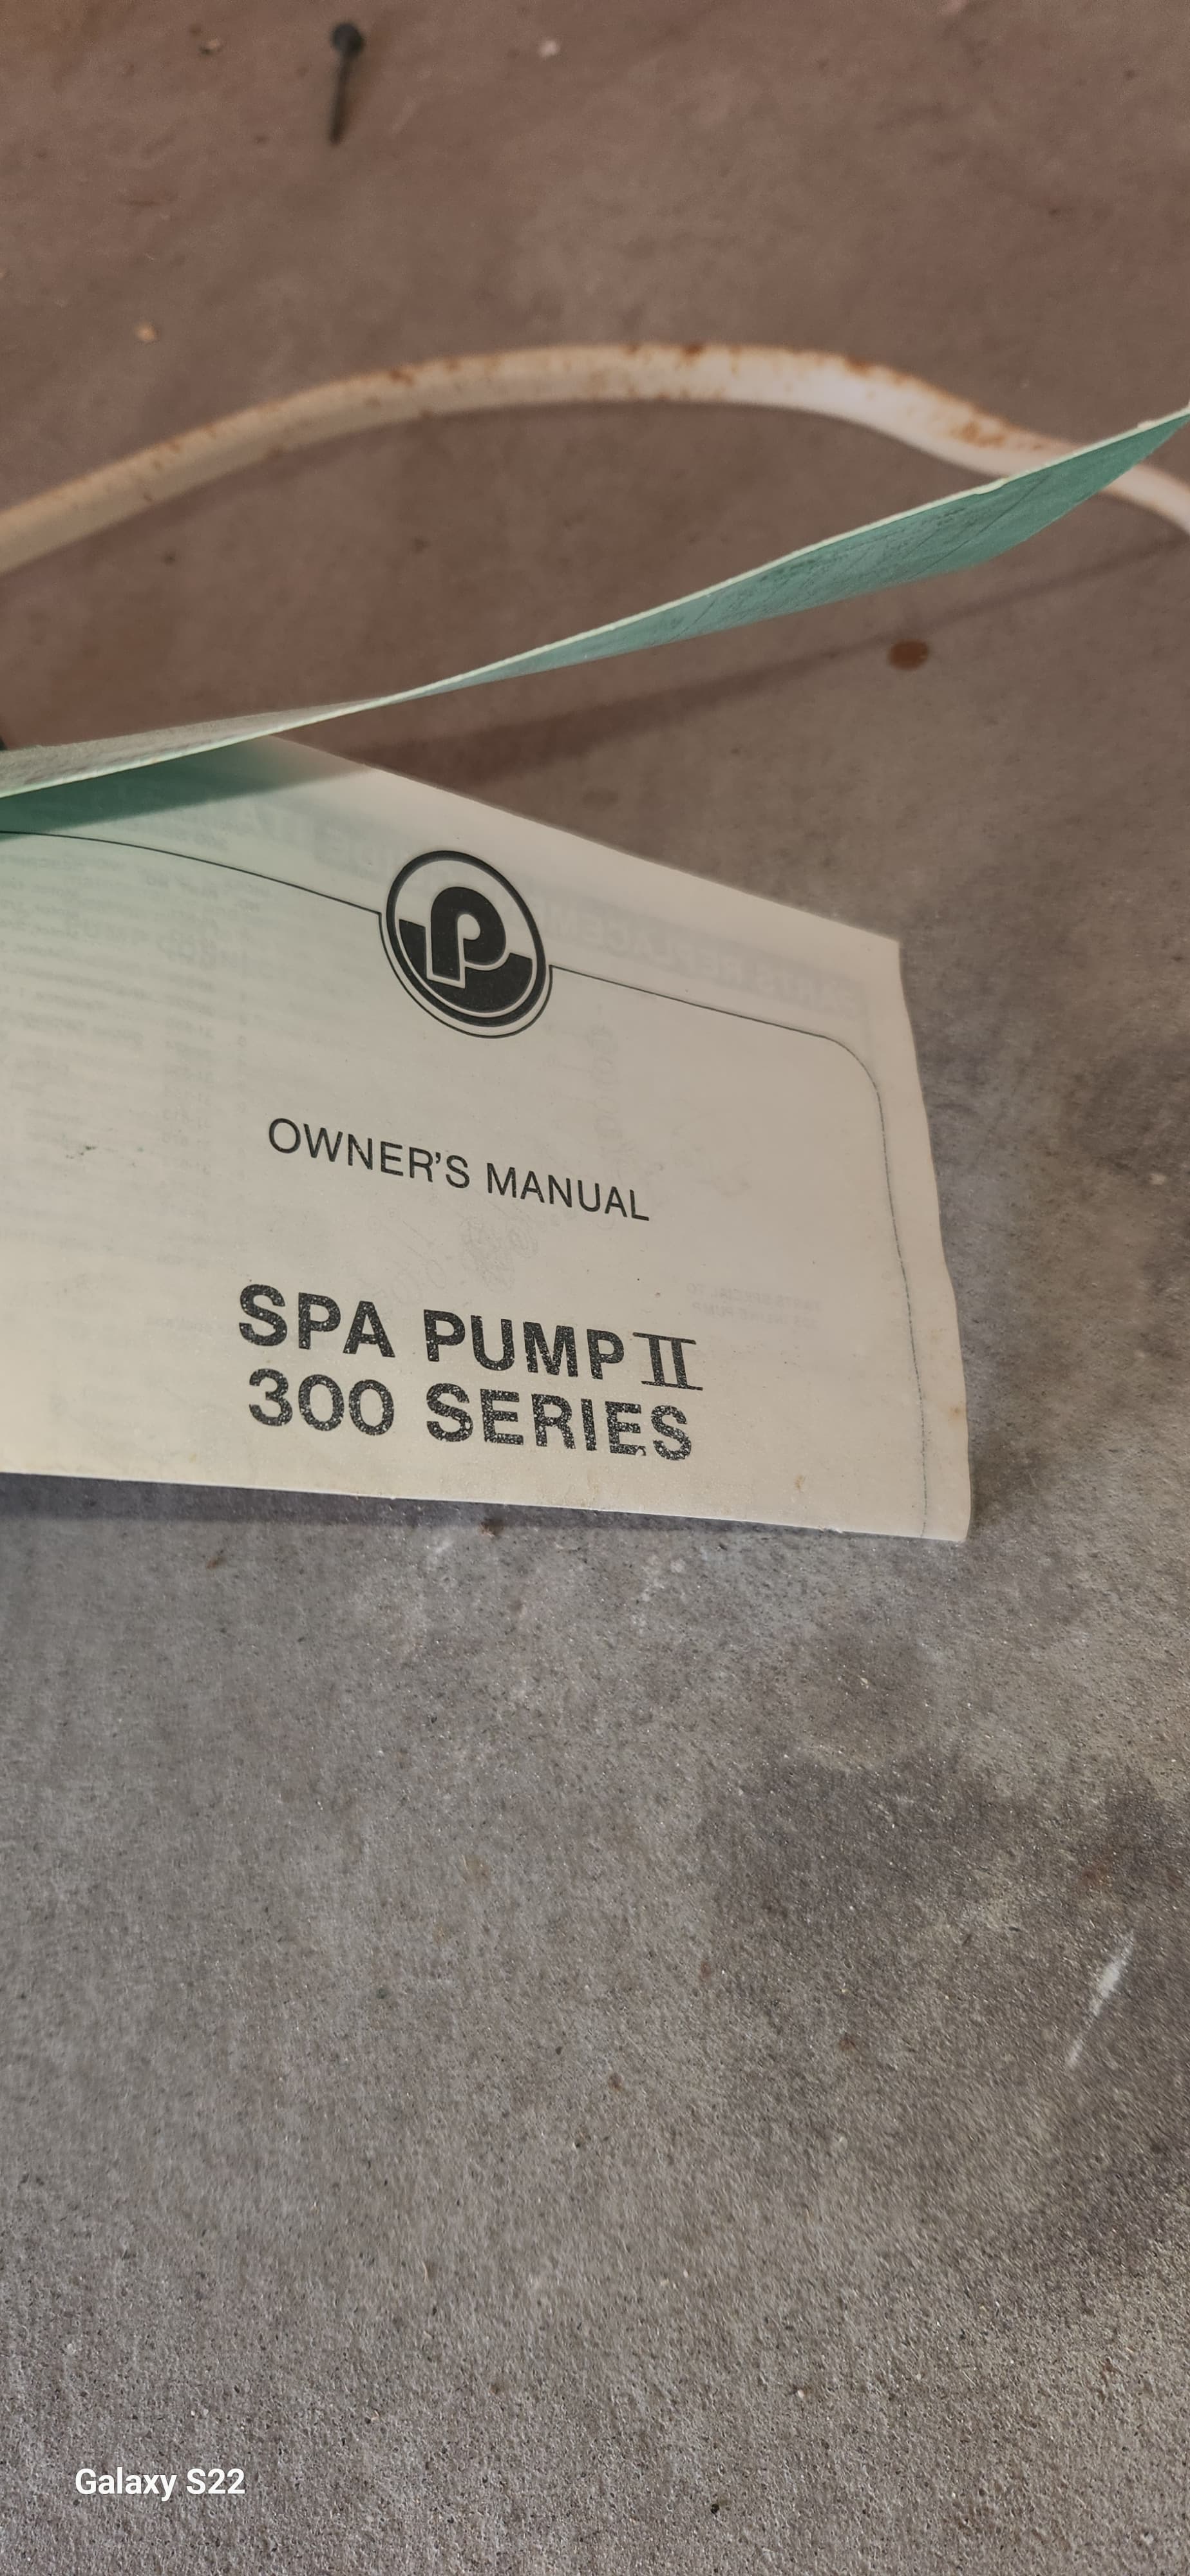 P
OWNER'S MANUAL
SPA PUMP II
300 SERIES
Galaxy S22